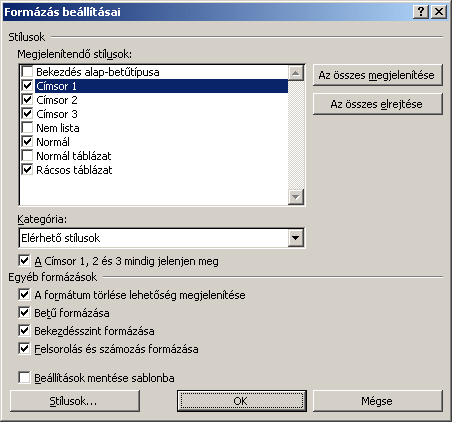 Formázás beállításai
Stílusok
Megjelenítendő stílusok:
Bekezdés alap-betűtípusa
Címsor 1
Címsor 2
Címsor 3
Nem lista
Normál
Normál táblázat
Rácsos táblázat
Az összes megjelenítése
Az összes elrejtése
Kategória:
Elérhető stílusok
A Címsor 1, 2 és 3 mindig jelenjen meg
Egyéb formázások
A formátum törlése lehetőség megjelenítése
Betű formázása
Bekezdésszint formázása
Felsorolás és számozás formázása
Beállítások mentése sablonba
Stílusok...
OK
Mégse